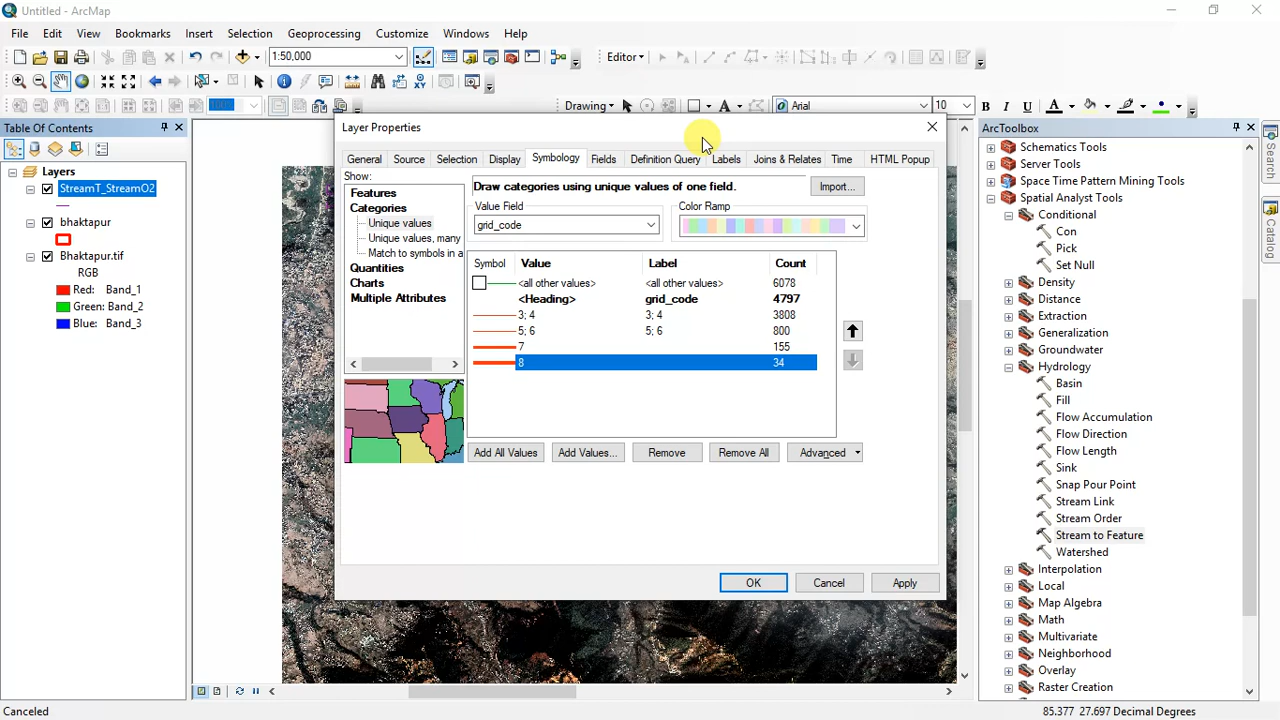 Untitled - ArcMap
File Edit View Bookmarks Insert Selection Geoprocessing Customize Windows Help
1:50,000 Editor
Drawing Arial 10 B I U A
Table Of Contents
Layers
StreamT_StreamO2
bhaktapur
Bhaktapur.tif
RGB
Red: Band_1
Green: Band_2
Blue: Band_3
Layer Properties
General Source Selection Display Symbology Fields Definition Query Labels Joins & Relates Time HTML Popup
Show:
Features
Categories
Unique values
Unique values, many
Match to symbols in a
Quantities
Charts
Multiple Attributes
Draw categories using unique values of one field.
Import...
Value Field
Color Ramp
grid_code
Symbol Value Label Count
<all other values> <all other values> 6078
<Heading> grid_code 4797
3; 4 3; 4 3808
5; 6 5; 6 800
7 155
8 34
Add All Values Add Values... Remove Remove All Advanced
OK Cancel Apply
ArcToolbox
Schematics Tools
Server Tools
Space Time Pattern Mining Tools
Spatial Analyst Tools
Conditional
Con
Pick
Set Null
Density
Distance
Extraction
Generalization
Groundwater
Hydrology
Basin
Fill
Flow Accumulation
Flow Direction
Flow Length
Sink
Snap Pour Point
Stream Link
Stream Order
Stream to Feature
Watershed
Interpolation
Local
Map Algebra
Math
Multivariate
Neighborhood
Overlay
Raster Creation
Search
Catalog
Canceled
85.377 27.697 Decimal Degrees